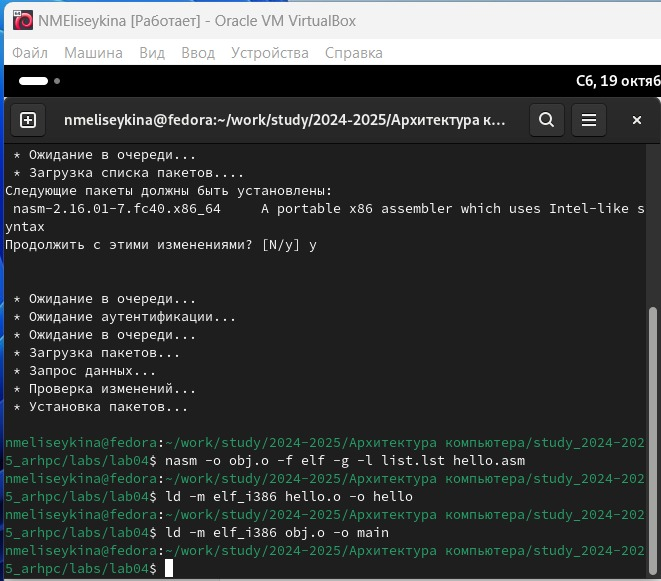 NMEliseykina [Работает] - Oracle VM VirtualBox
Файл Машина Вид Ввод Устройства Справка
Сб, 19 октяб
nmeliseykina@fedora:~/work/study/2024-2025/Архитектура к...
* Ожидание в очереди...
* Загрузка списка пакетов....
Следующие пакеты должны быть установлены:
nasm-2.16.01-7.fc40.x86_64 A portable x86 assembler which uses Intel-like s
yntax
Продолжить с этими изменениями? [N/y] y
* Ожидание в очереди...
* Ожидание аутентификации...
* Ожидание в очереди...
* Загрузка пакетов...
* Запрос данных...
* Проверка изменений...
* Установка пакетов...
nmeliseykina@fedora:~/work/study/2024-2025/Архитектура компьютера/study_2024-202
5_arhpc/labs/lab04$ nasm -o obj.o -f elf -g -l list.lst hello.asm
nmeliseykina@fedora:~/work/study/2024-2025/Архитектура компьютера/study_2024-202
5_arhpc/labs/lab04$ ld -m elf_i386 hello.o -o hello
nmeliseykina@fedora:~/work/study/2024-2025/Архитектура компьютера/study_2024-202
5_arhpc/labs/lab04$ ld -m elf_i386 obj.o -o main
nmeliseykina@fedora:~/work/study/2024-2025/Архитектура компьютера/study_2024-202
5_arhpc/labs/lab04$